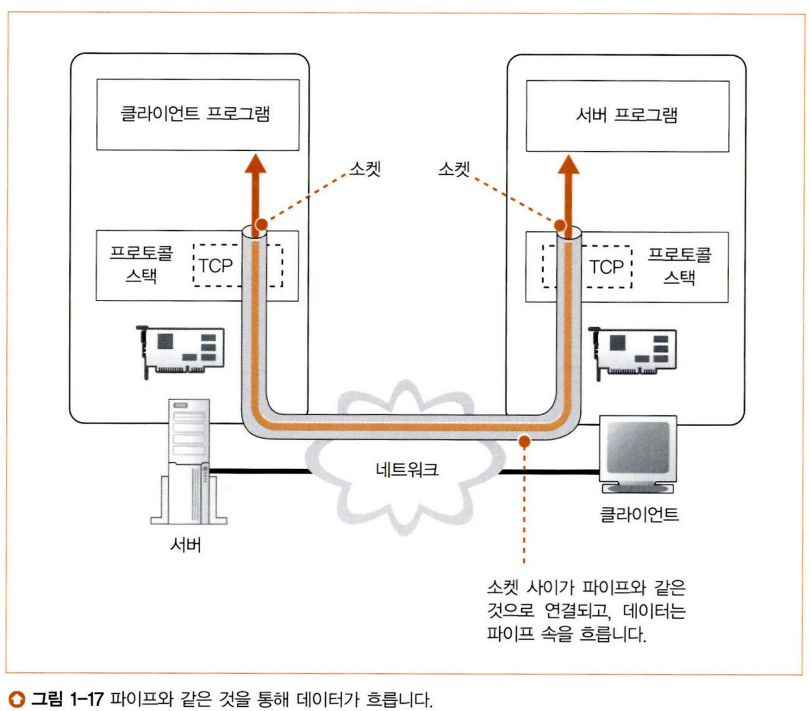 클라이언트 프로그램
서버 프로그램
소켓
소켓
프로토콜
스택
TCP
TCP
프로토콜
스택
네트워크
서버
클라이언트
소켓 사이가 파이프와 같은
것으로 연결되고, 데이터는
파이프 속을 흐릅니다.
그림 1-17 파이프와 같은 것을 통해 데이터가 흐릅니다.